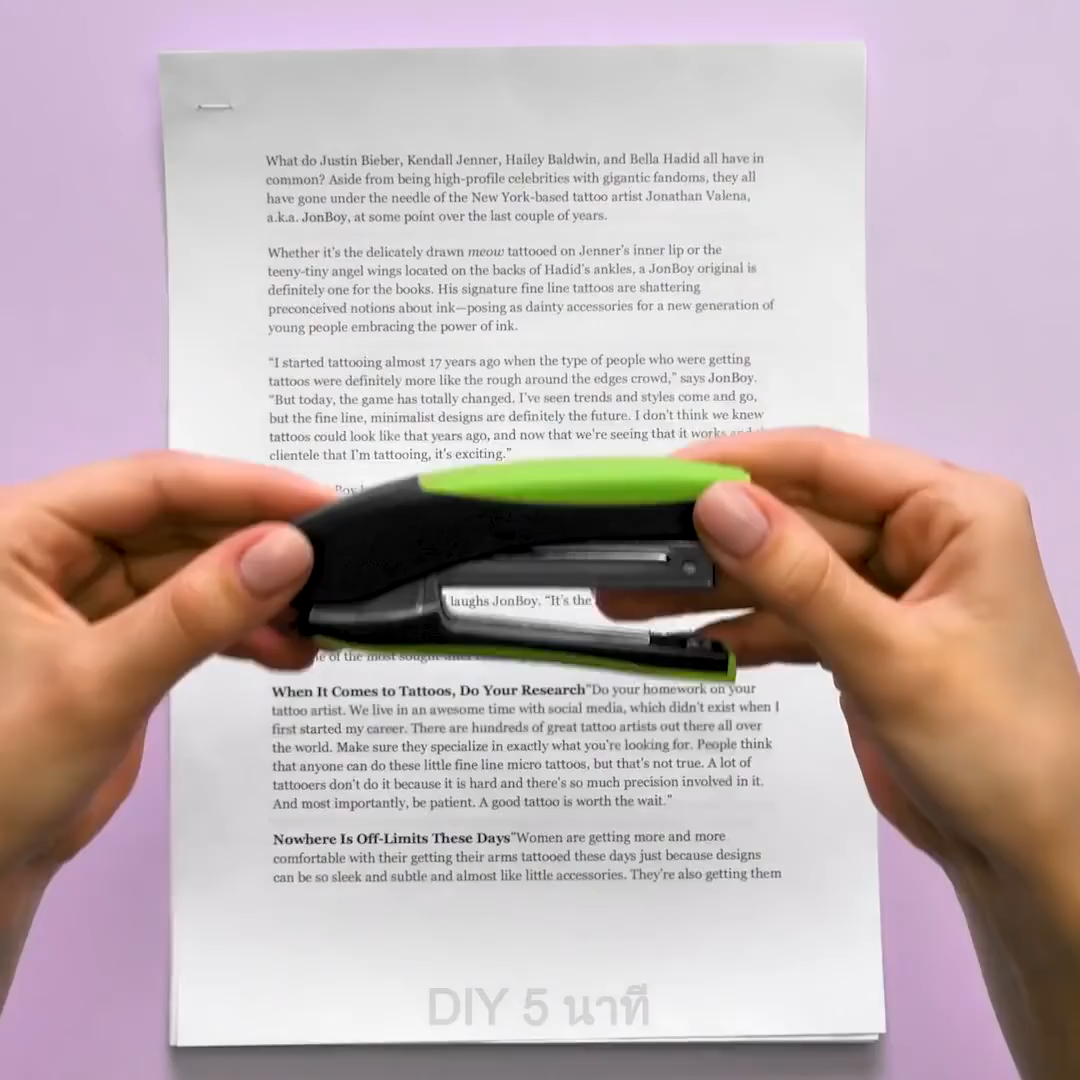 What do Justin Bieber, Kendall Jenner, Hailey Baldwin, and Bella Hadid all have in
common? Aside from being high-profile celebrities with gigantic fandoms, they all
have gone under the needle of the New York-based tattoo artist Jonathan Valena,
a.k.a. JonBoy, at some point over the last couple of years.
Whether it's the delicately drawn meow tattooed on Jenner's inner lip or the
teeny-tiny angel wings located on the backs of Hadid's ankles, a JonBoy original is
definitely one for the books. His signature fine line tattoos are shattering
preconceived notions about ink—posing as dainty accessories for a new generation of
young people embracing the power of ink.
“I started tattooing almost 17 years ago when the type of people who were getting
tattoos were definitely more like the rough around the edges crowd,” says JonBoy.
“But today, the game has totally changed. I’ve seen trends and styles come and go,
but the fine line, minimalist designs are definitely the future. I don’t think we knew
tattoos could look like that years ago, and now that we’re seeing that it works and
clientele that I’m tattooing, it’s exciting.”
laughs JonBoy. “It’s the
of the most sought
When It Comes to Tattoos, Do Your Research"Do your homework on your
tattoo artist. We live in an awesome time with social media, which didn’t exist when I
first started my career. There are hundreds of great tattoo artists out there all over
the world. Make sure they specialize in exactly what you’re looking for. People think
that anyone can do these little fine line micro tattoos, but that’s not true. A lot of
tattooers don’t do it because it is hard and there’s so much precision involved in it.
And most importantly, be patient. A good tattoo is worth the wait.”
Nowhere Is Off-Limits These Days"Women are getting more and more
comfortable with their getting their arms tattooed these days just because designs
can be so sleek and subtle and almost like little accessories. They’re also getting them
DIY 5 นาที